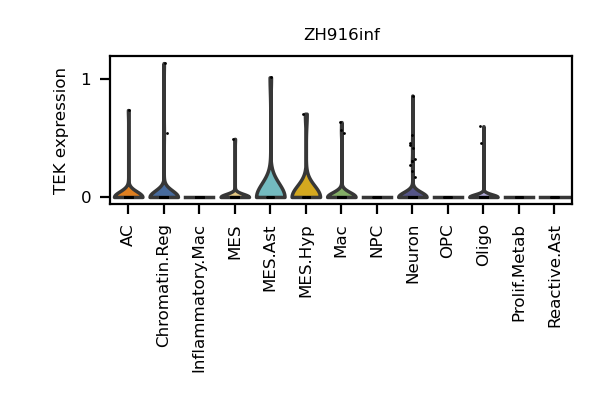 ZH916inf
TEK expression
1
0
AC
Chromatin.Reg
Inflammatory.Mac
MES
MES.Ast
MES.Hyp
Mac
NPC
Neuron
OPC
Oligo
Prolif.Metab
Reactive.Ast